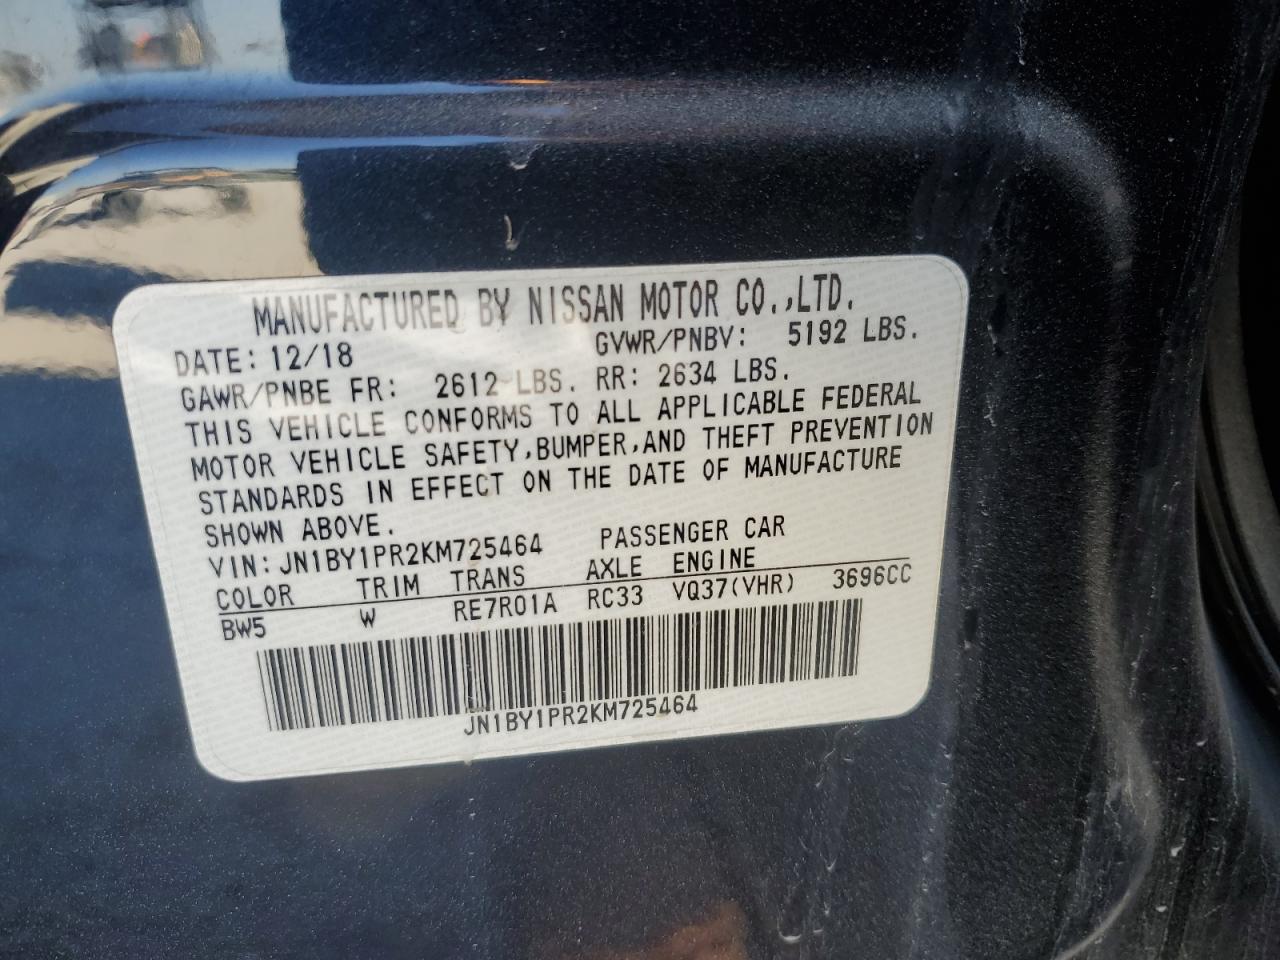 MANUFACTURED BY NISSAN MOTOR CO.,LTD.
DATE: 12/18 GVWR/PNBV: 5192 LBS.
GAWR/PNBE FR: 2612 LBS. RR: 2634 LBS.
THIS VEHICLE CONFORMS TO ALL APPLICABLE FEDERAL
MOTOR VEHICLE SAFETY,BUMPER,AND THEFT PREVENTION
STANDARDS IN EFFECT ON THE DATE OF MANUFACTURE
SHOWN ABOVE.
VIN: JN1BY1PR2KM725464 PASSENGER CAR
COLOR TRIM TRANS AXLE ENGINE
BW5 W RE7R01A RC33 VQ37(VHR) 3696CC
JN1BY1PR2KM725464